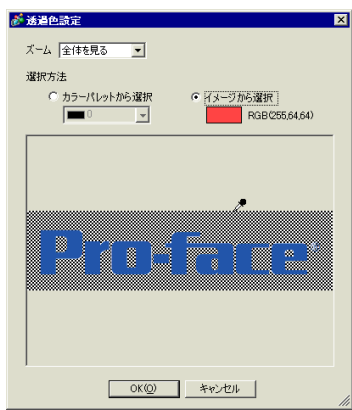 透過色設定
ズーム 全体を見る
選択方法
カラーパレットから選択 イメージから選択
0 RGB(255,64,64)
Pro-face
OK(O) キャンセル